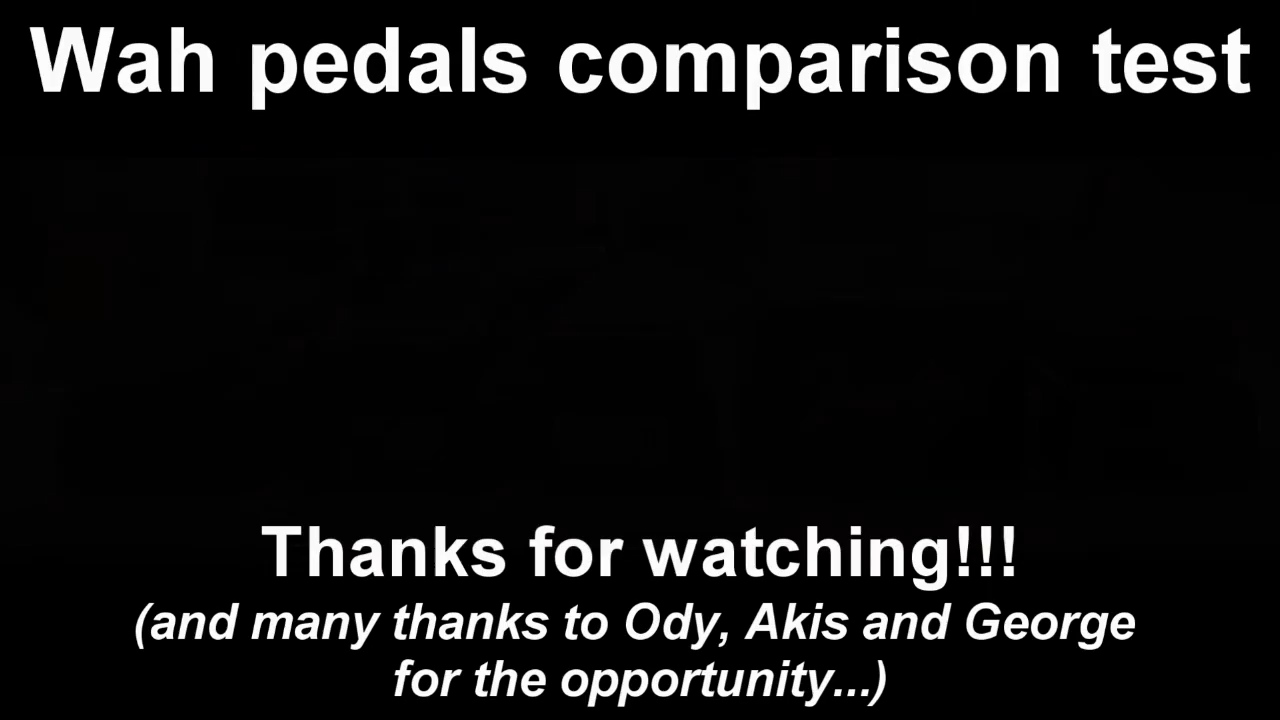 Wah pedals comparison test
Thanks for watching!!!
(and many thanks to Ody, Akis and George
for the opportunity...)